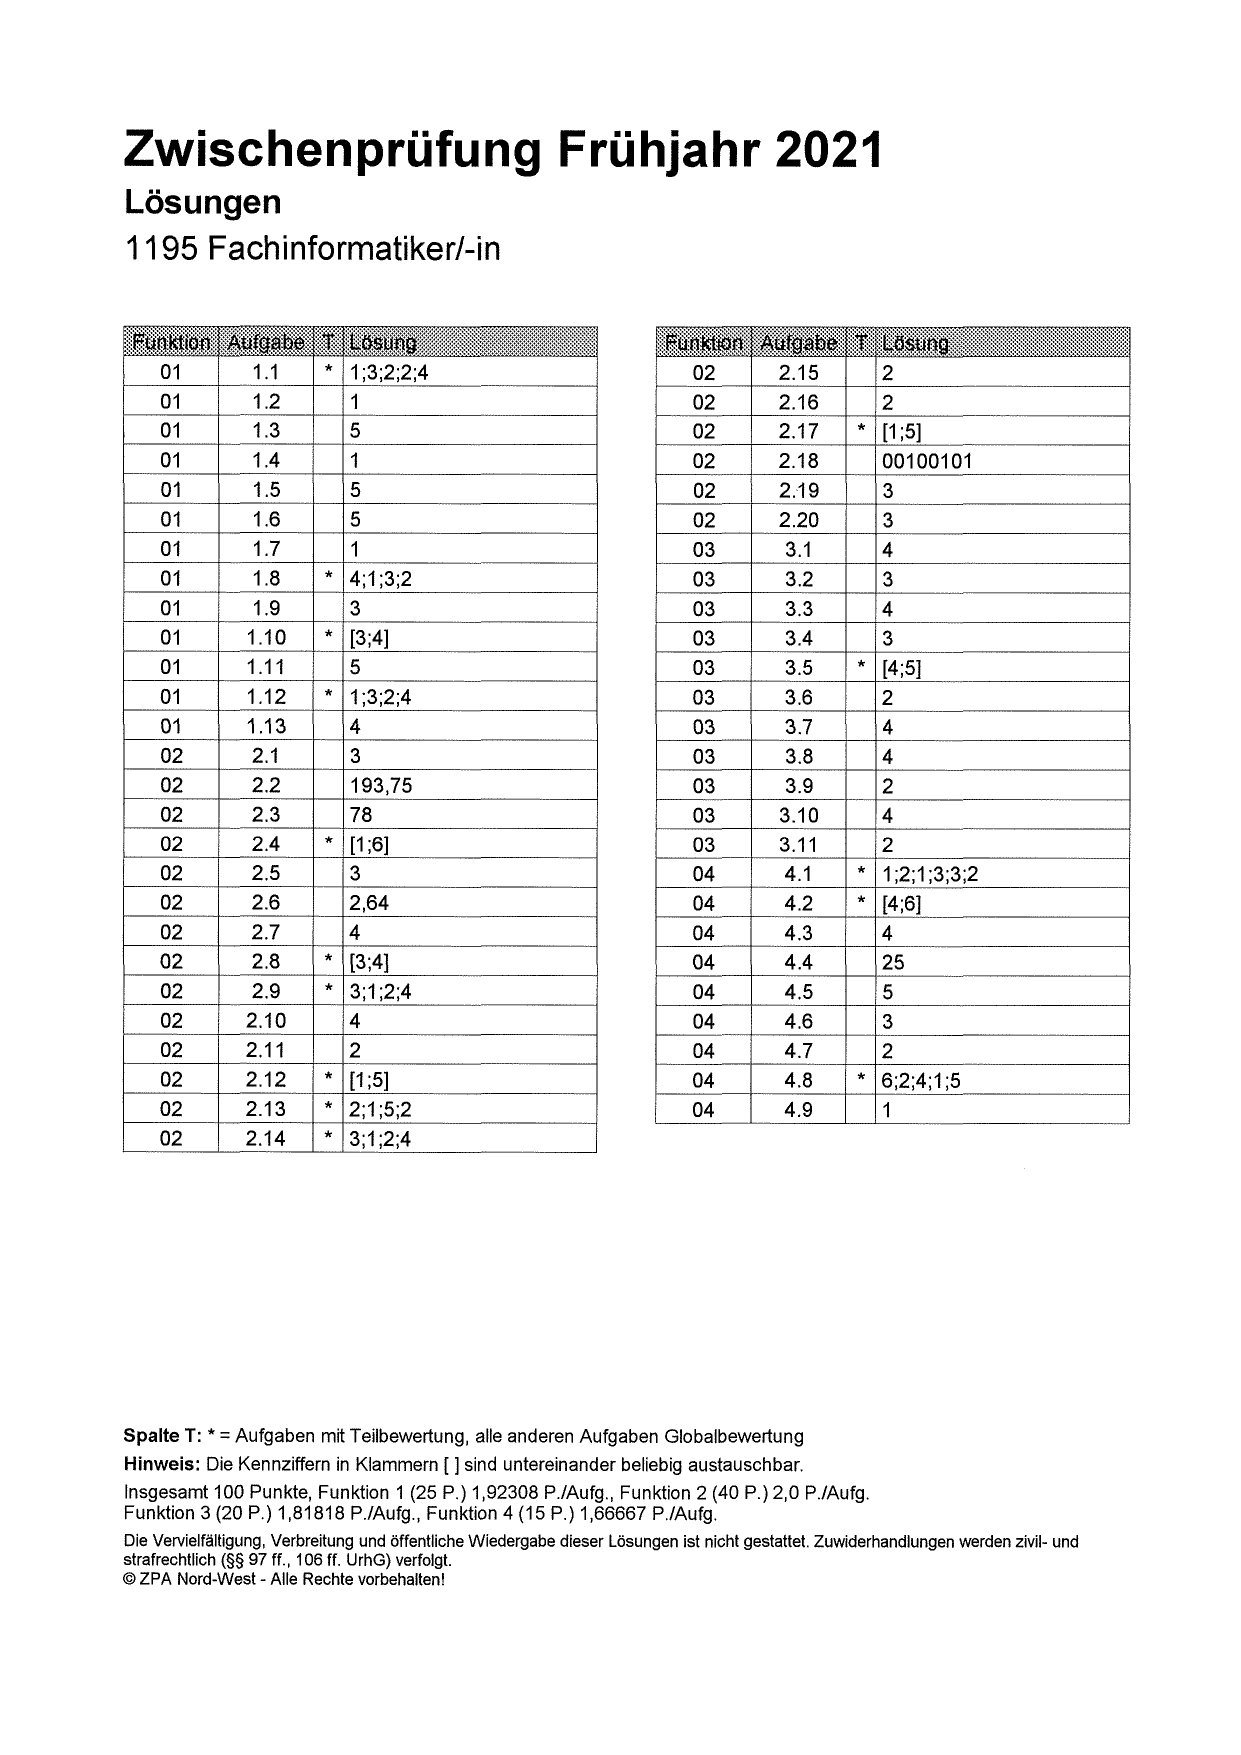 Zwischenprüfung Frühjahr 2021
Lösungen
1195 Fachinformatiker/-in
Funktion Aufgabe T Lösung
01 1.1 * 1;3;2;2;4
01 1.2 1
01 1.3 5
01 1.4 1
01 1.5 5
01 1.6 5
01 1.7 1
01 1.8 * 4;1;3;2
01 1.9 3
01 1.10 * [3;4]
01 1.11 5
01 1.12 * 1;3;2;4
01 1.13 4
02 2.1 3
02 2.2 193,75
02 2.3 78
02 2.4 * [1;6]
02 2.5 3
02 2.6 2,64
02 2.7 4
02 2.8 * [3;4]
02 2.9 * 3;1;2;4
02 2.10 4
02 2.11 2
02 2.12 * [1;5]
02 2.13 * 2;1;5;2
02 2.14 * 3;1;2;4
Funktion Aufgabe T Lösung
02 2.15 2
02 2.16 2
02 2.17 * [1;5]
02 2.18 00100101
02 2.19 3
02 2.20 3
03 3.1 4
03 3.2 3
03 3.3 4
03 3.4 3
03 3.5 * [4;5]
03 3.6 2
03 3.7 4
03 3.8 4
03 3.9 2
03 3.10 4
03 3.11 2
04 4.1 * 1;2;1;3;3;2
04 4.2 * [4;6]
04 4.3 4
04 4.4 25
04 4.5 5
04 4.6 3
04 4.7 2
04 4.8 * 6;2;4;1;5
04 4.9 1
Spalte T: * = Aufgaben mit Teilbewertung, alle anderen Aufgaben Globalbewertung
Hinweis: Die Kennziffern in Klammern [ ] sind untereinander beliebig austauschbar.
Insgesamt 100 Punkte, Funktion 1 (25 P.) 1,92308 P./Aufg., Funktion 2 (40 P.) 2,0 P./Aufg.
Funktion 3 (20 P.) 1,81818 P./Aufg., Funktion 4 (15 P.) 1,66667 P./Aufg.
Die Vervielfältigung, Verbreitung und öffentliche Wiedergabe dieser Lösungen ist nicht gestattet. Zuwiderhandlungen werden zivil- und
strafrechtlich (§§ 97 ff., 106 ff. UrhG) verfolgt.
© ZPA Nord-West - Alle Rechte vorbehalten!